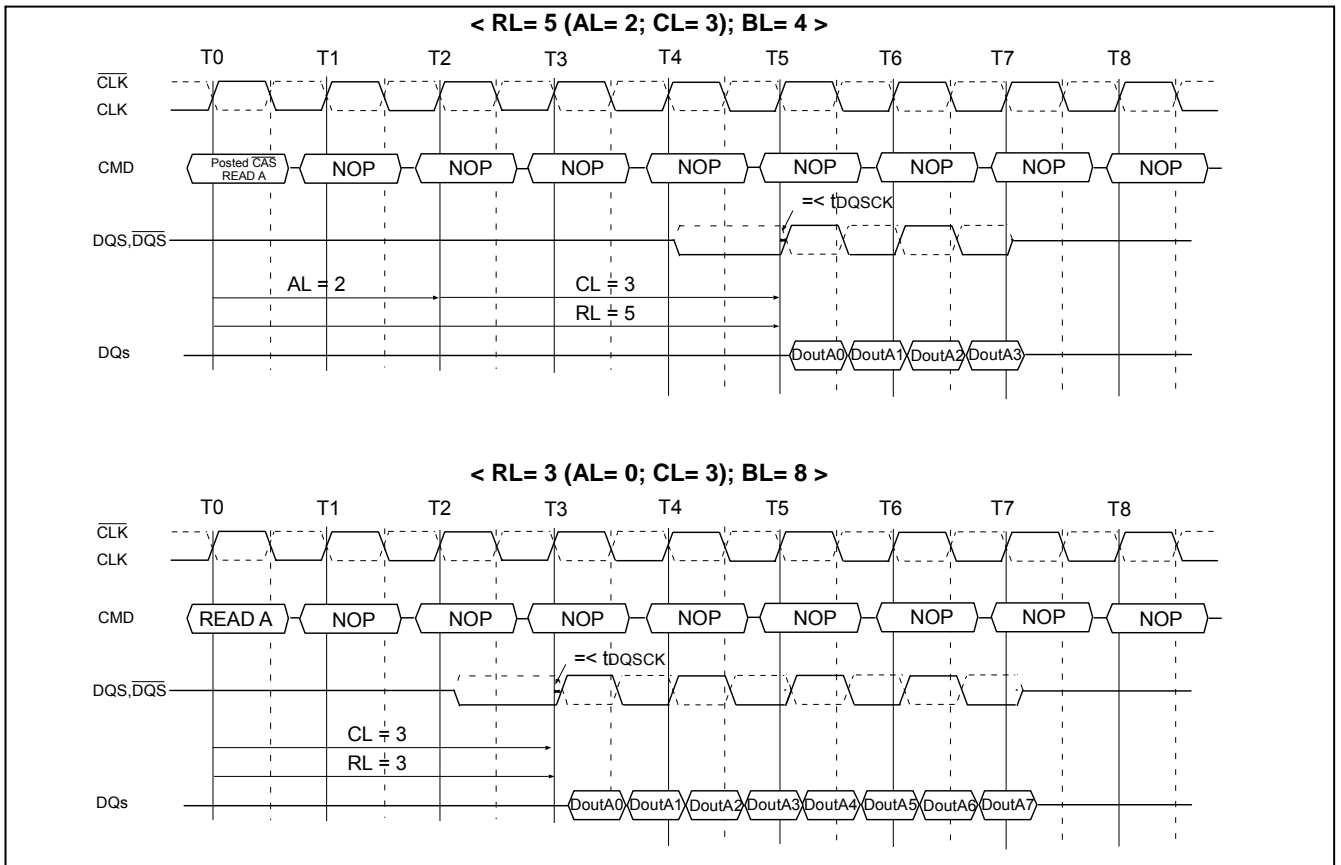 < RL= 5 (AL= 2; CL= 3); BL= 4 >
T0 T1 T2 T3 T4 T5 T6 T7 T8
CLK
CLK
CMD Posted CAS READ A NOP NOP NOP NOP NOP NOP NOP NOP
=< tDQSCK
DQS,DQS
AL = 2 CL = 3
RL = 5
DQs DoutA0 DoutA1 DoutA2 DoutA3
< RL= 3 (AL= 0; CL= 3); BL= 8 >
T0 T1 T2 T3 T4 T5 T6 T7 T8
CLK
CLK
CMD READ A NOP NOP NOP NOP NOP NOP NOP NOP
=< tDQSCK
DQS,DQS
CL = 3
RL = 3
DQs DoutA0 DoutA1 DoutA2 DoutA3 DoutA4 DoutA5 DoutA6 DoutA7